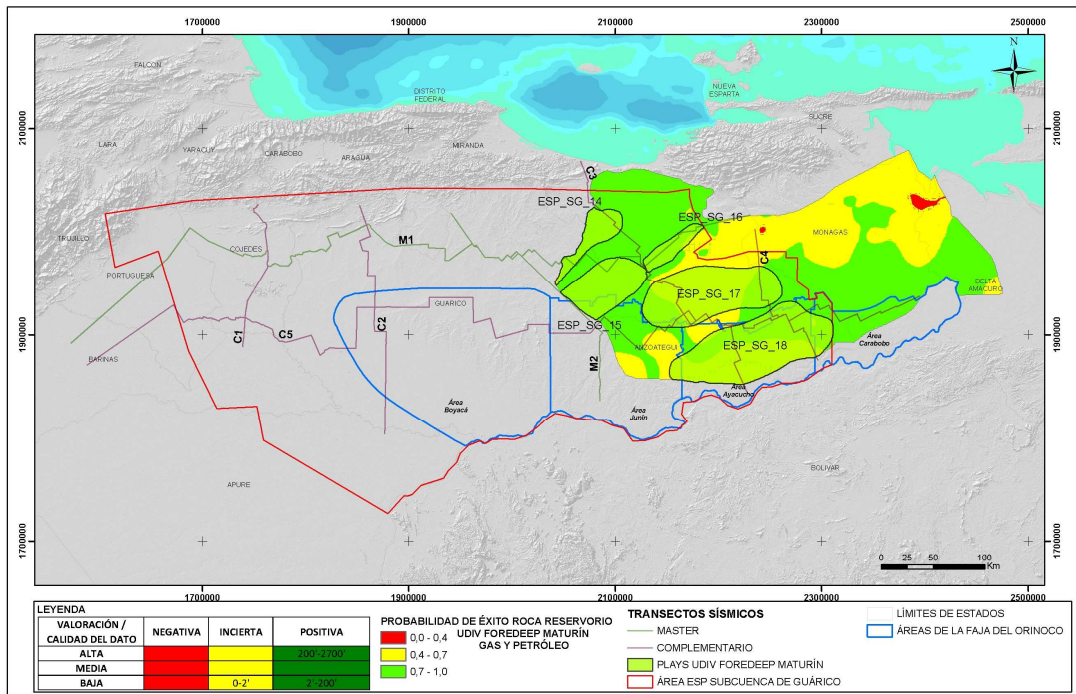 1700000 1900000 2100000 2300000 2500000
N
FALCON
DISTRITO
FEDERAL
NUEVA
ESPARTA
SUCRE
2100000 2100000
LARA
YARACUY
CARABOBO
ARAGUA
MIRANDA
C3
ESP_SG_14
ESP_SG_16
TRUJILLO
COJEDES
M1
MONAGAS
C4
PORTUGUESA
DELTA
AMACURO
ESP_SG_17
GUARICO
C1
C5
C2
ESP_SG_15
1900000 1900000
BARINAS
M2
ANZOATEGUI
ESP_SG_18
Área
Carabobo
Área
Ayacucho
Área
Boyacá
Área
Junín
BOLIVAR
APURE
1700000 1700000
0 25 50 100
Km
1700000 1900000 2100000 2300000 2500000
LEYENDA
VALORACIÓN /
CALIDAD DEL DATO
NEGATIVA INCIERTA POSITIVA
ALTA 200'-2700'
MEDIA
BAJA 0-2' 2'-200'
PROBABILIDAD DE ÉXITO ROCA RESERVORIO
UDIV FOREDEEP MATURÍN
GAS Y PETRÓLEO
0,0 - 0,4
0,4 - 0,7
0,7 - 1,0
TRANSECTOS SÍSMICOS
MASTER
COMPLEMENTARIO
PLAYS UDIV FOREDEEP MATURÍN
ÁREA ESP SUBCUENCA DE GUÁRICO
LÍMITES DE ESTADOS
ÁREAS DE LA FAJA DEL ORINOCO